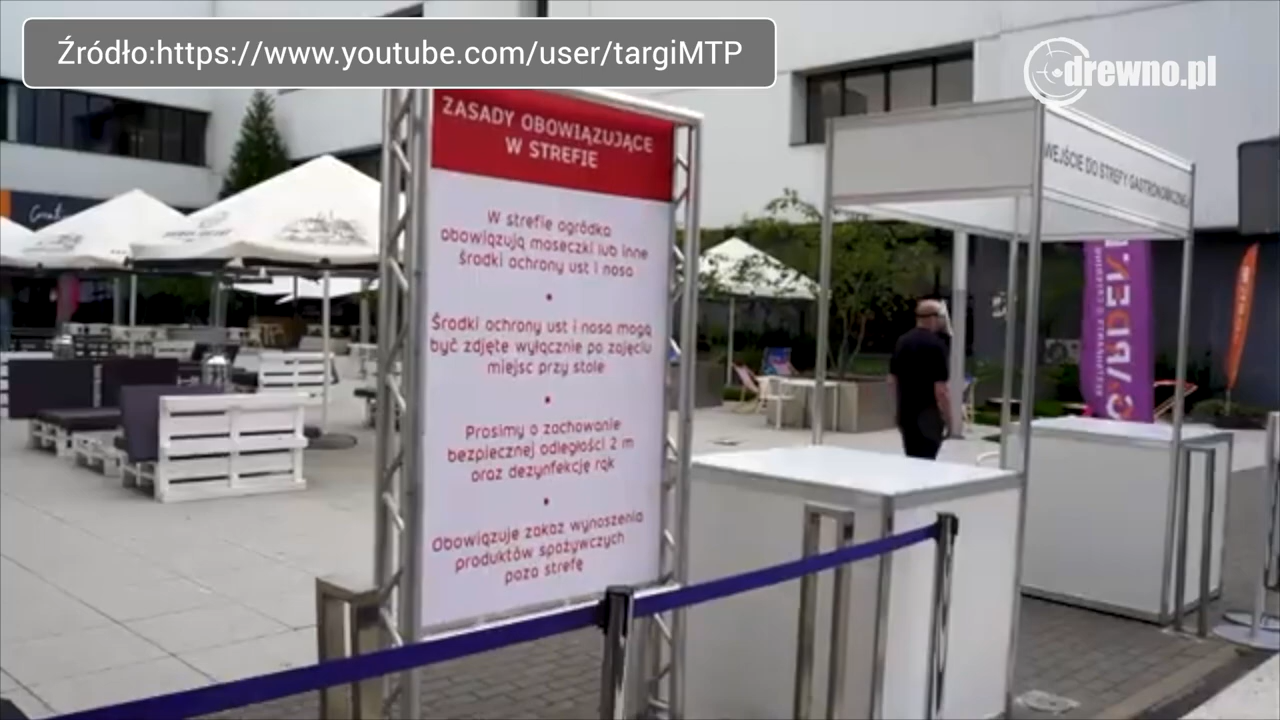 Źródło:https://www.youtube.com/user/targiMTP
drewno.pl
ZASADY OBOWIĄZUJĄCE
W STREFIE
W strefie ogródka
obowiązują maseczki lub inne
środki ochrony ust i nosa
Środki ochrony ust i nosa mogą
być zdjęte wyłącznie po zajęciu
miejsc przy stole
Prosimy o zachowanie
bezpiecznej odległości 2 m
oraz dezynfekcję rąk
Obowiązuje zakaz wynoszenia
produktów spożywczych
poza strefę
WEJŚCIE DO STREFY GASTRONOMICZNEJ